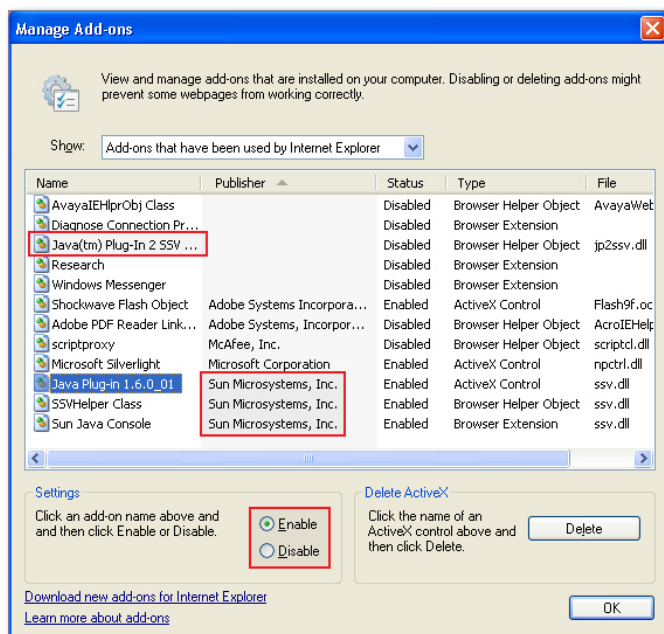 Manage Add-ons
View and manage add-ons that are installed on your computer. Disabling or deleting add-ons might
prevent some webpages from working correctly.
Show: Add-ons that have been used by Internet Explorer
Name Publisher Status Type File
AvayaIEHlprObj Class Disabled Browser Helper Object AvayaWeb
Diagnose Connection Pr... Disabled Browser Extension
Java(tm) Plug-In 2 SSV ... Disabled Browser Helper Object jp2ssv.dll
Research Disabled Browser Extension
Windows Messenger Disabled Browser Extension
Shockwave Flash Object Adobe Systems Incorpora... Enabled ActiveX Control Flash9f.oc
Adobe PDF Reader Link... Adobe Systems, Incorpor... Enabled Browser Helper Object AcroIEHelp
scriptproxy McAfee, Inc. Disabled Browser Helper Object scriptcl.dll
Microsoft Silverlight Microsoft Corporation Enabled ActiveX Control npctrl.dll
Java Plug-in 1.6.0_01 Sun Microsystems, Inc. Enabled ActiveX Control ssv.dll
SSVHelper Class Sun Microsystems, Inc. Enabled Browser Helper Object ssv.dll
Sun Java Console Sun Microsystems, Inc. Enabled Browser Extension ssv.dll
Settings
Click an add-on name above and
and then click Enable or Disable.
Enable
Disable
Delete ActiveX
Click the name of an
ActiveX control above and
then click Delete.
Delete
Download new add-ons for Internet Explorer
Learn more about add-ons
OK